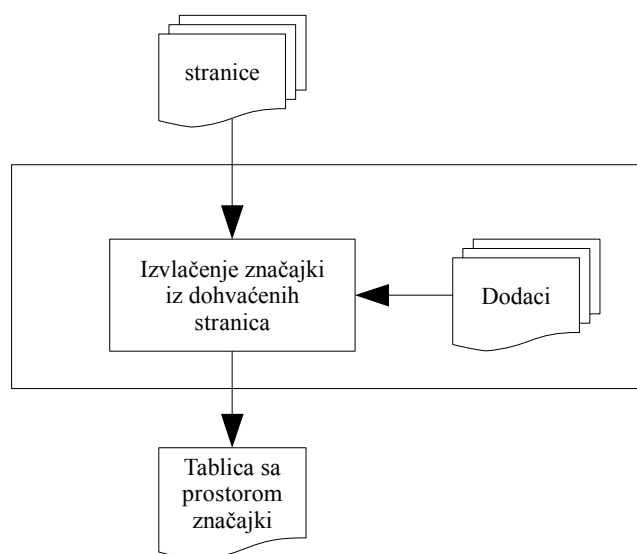 stranice
Izvlačenje značajki
iz dohvaćenih
stranica
Dodaci
Tablica sa
prostorom
značajki